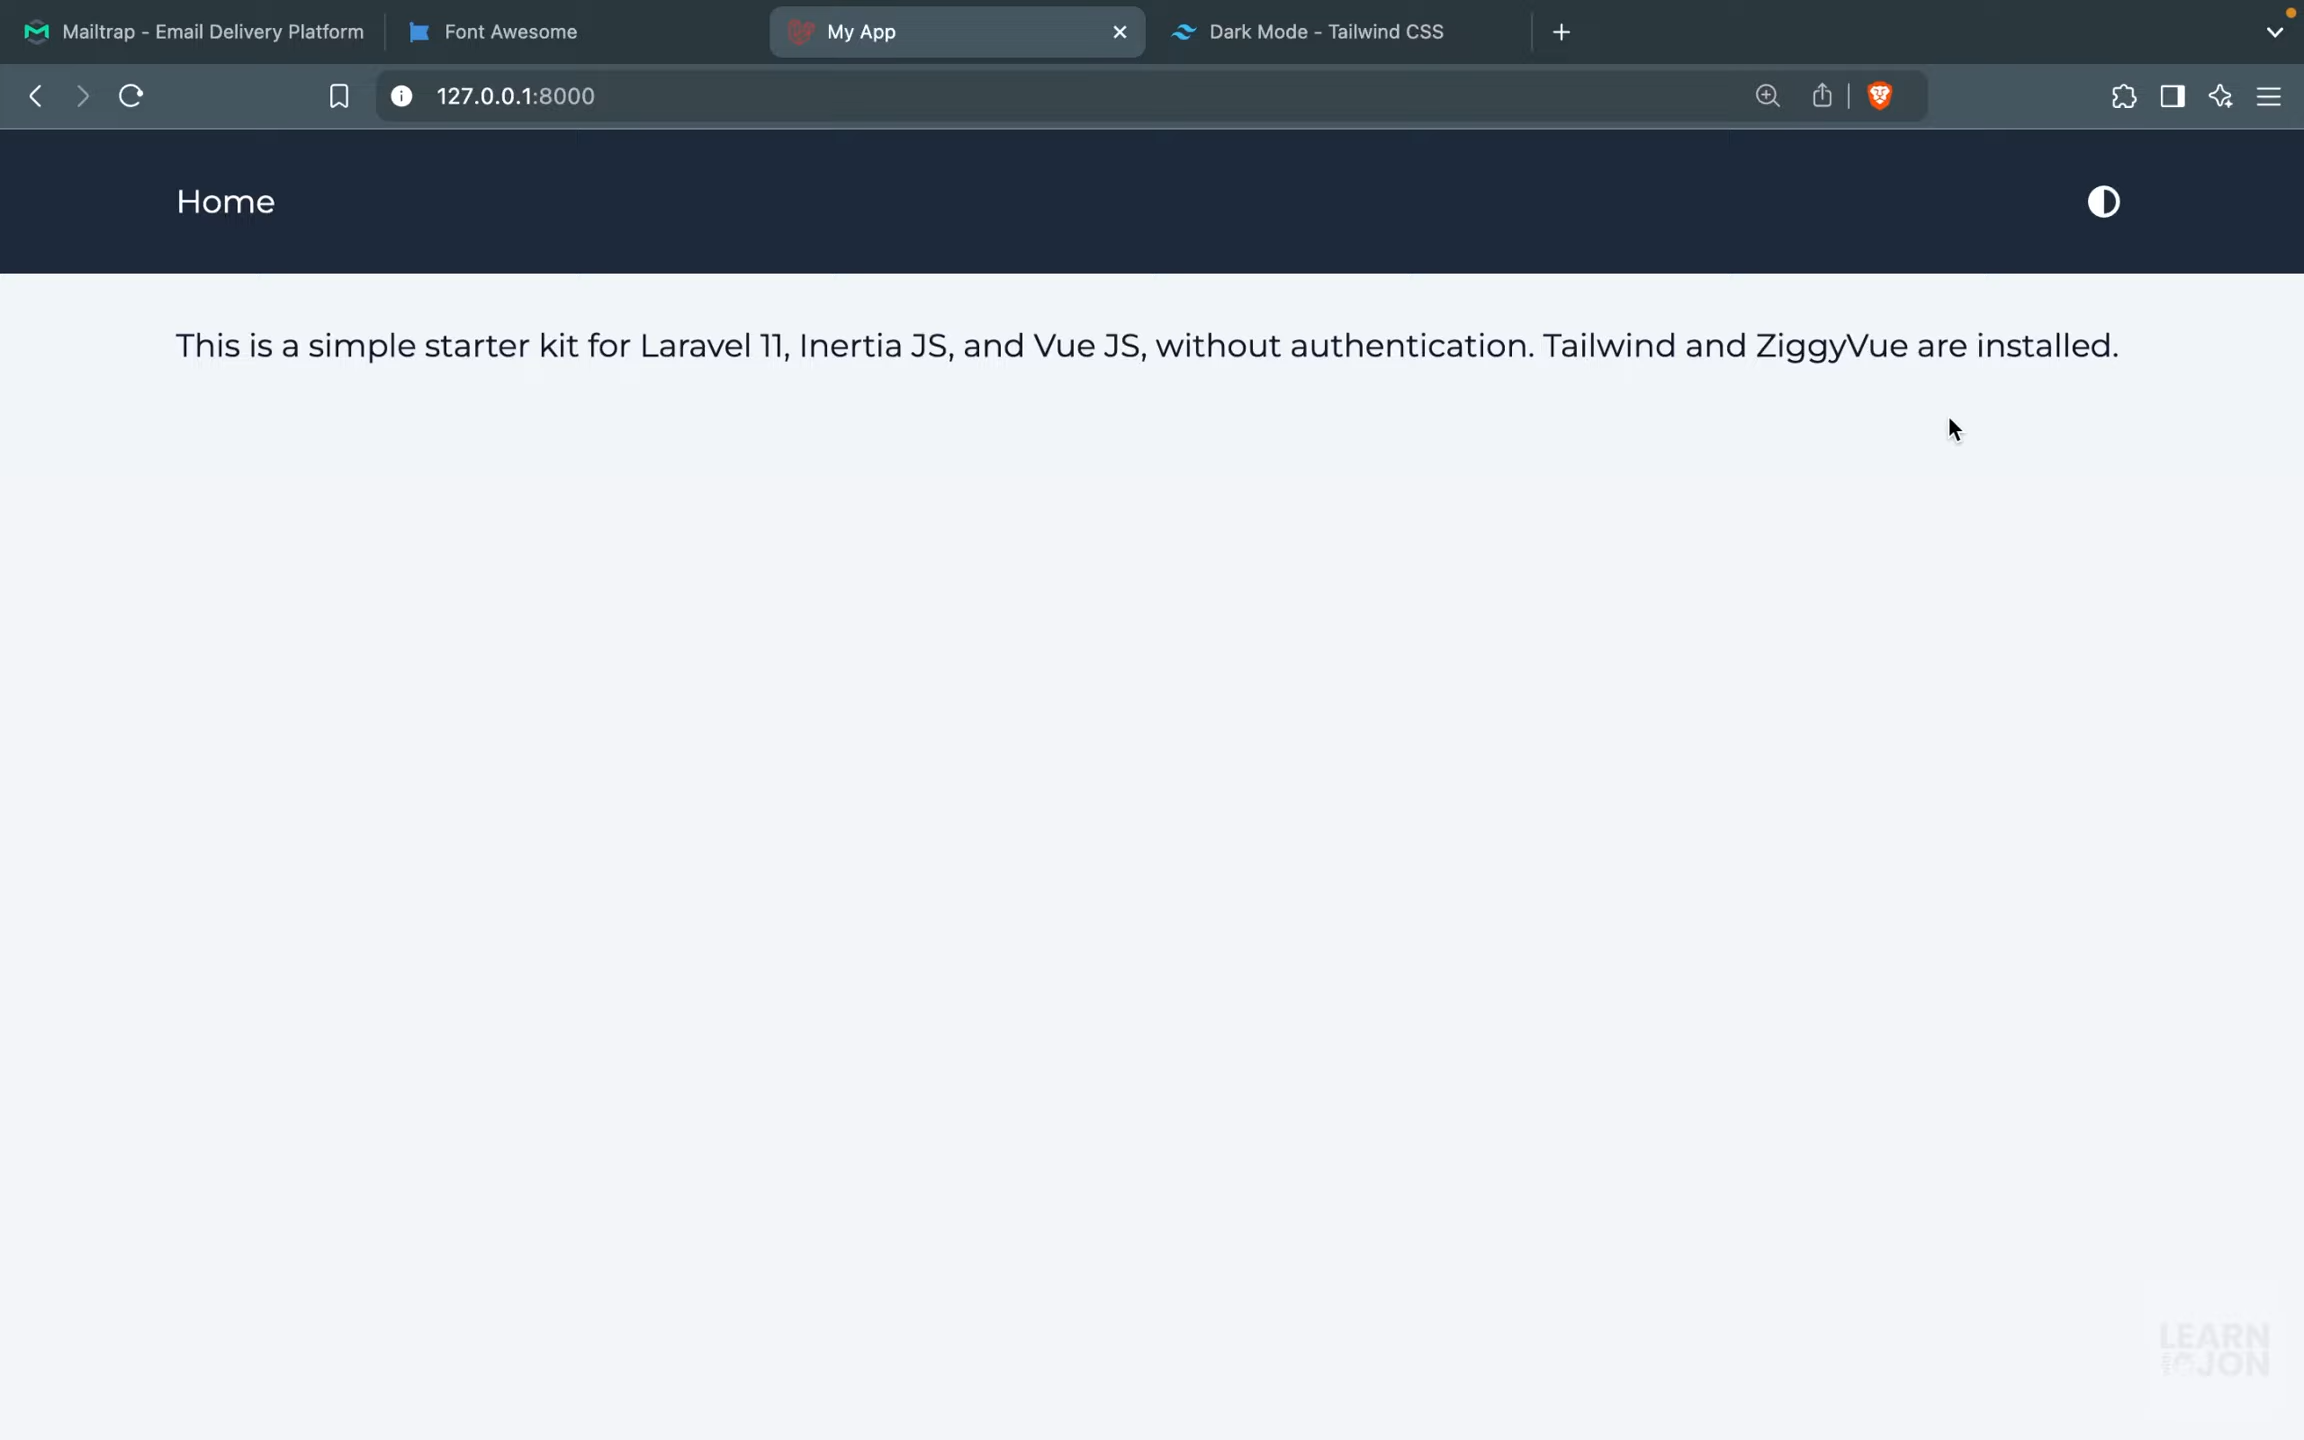 Mailtrap - Email Delivery Platform
Font Awesome
My App
Dark Mode - Tailwind CSS
127.0.0.1:8000
Home
This is a simple starter kit for Laravel 11, Inertia JS, and Vue JS, without authentication. Tailwind and ZiggyVue are installed.
LEARN
JON